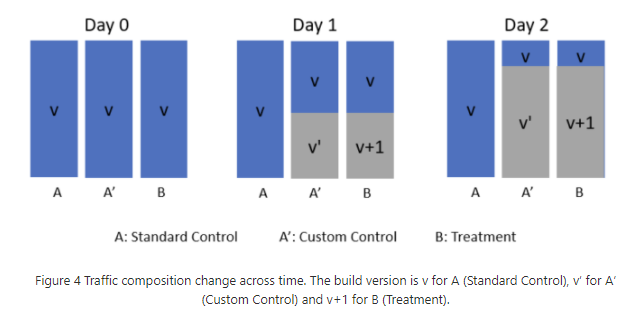 Day 0 Day 1 Day 2
v v
v v v v v v v
v' v+1
v' v+1
A A' B A A' B A A' B
A: Standard Control A': Custom Control B: Treatment
Figure 4 Traffic composition change across time. The build version is v for A (Standard Control), v' for A'
(Custom Control) and v+1 for B (Treatment).